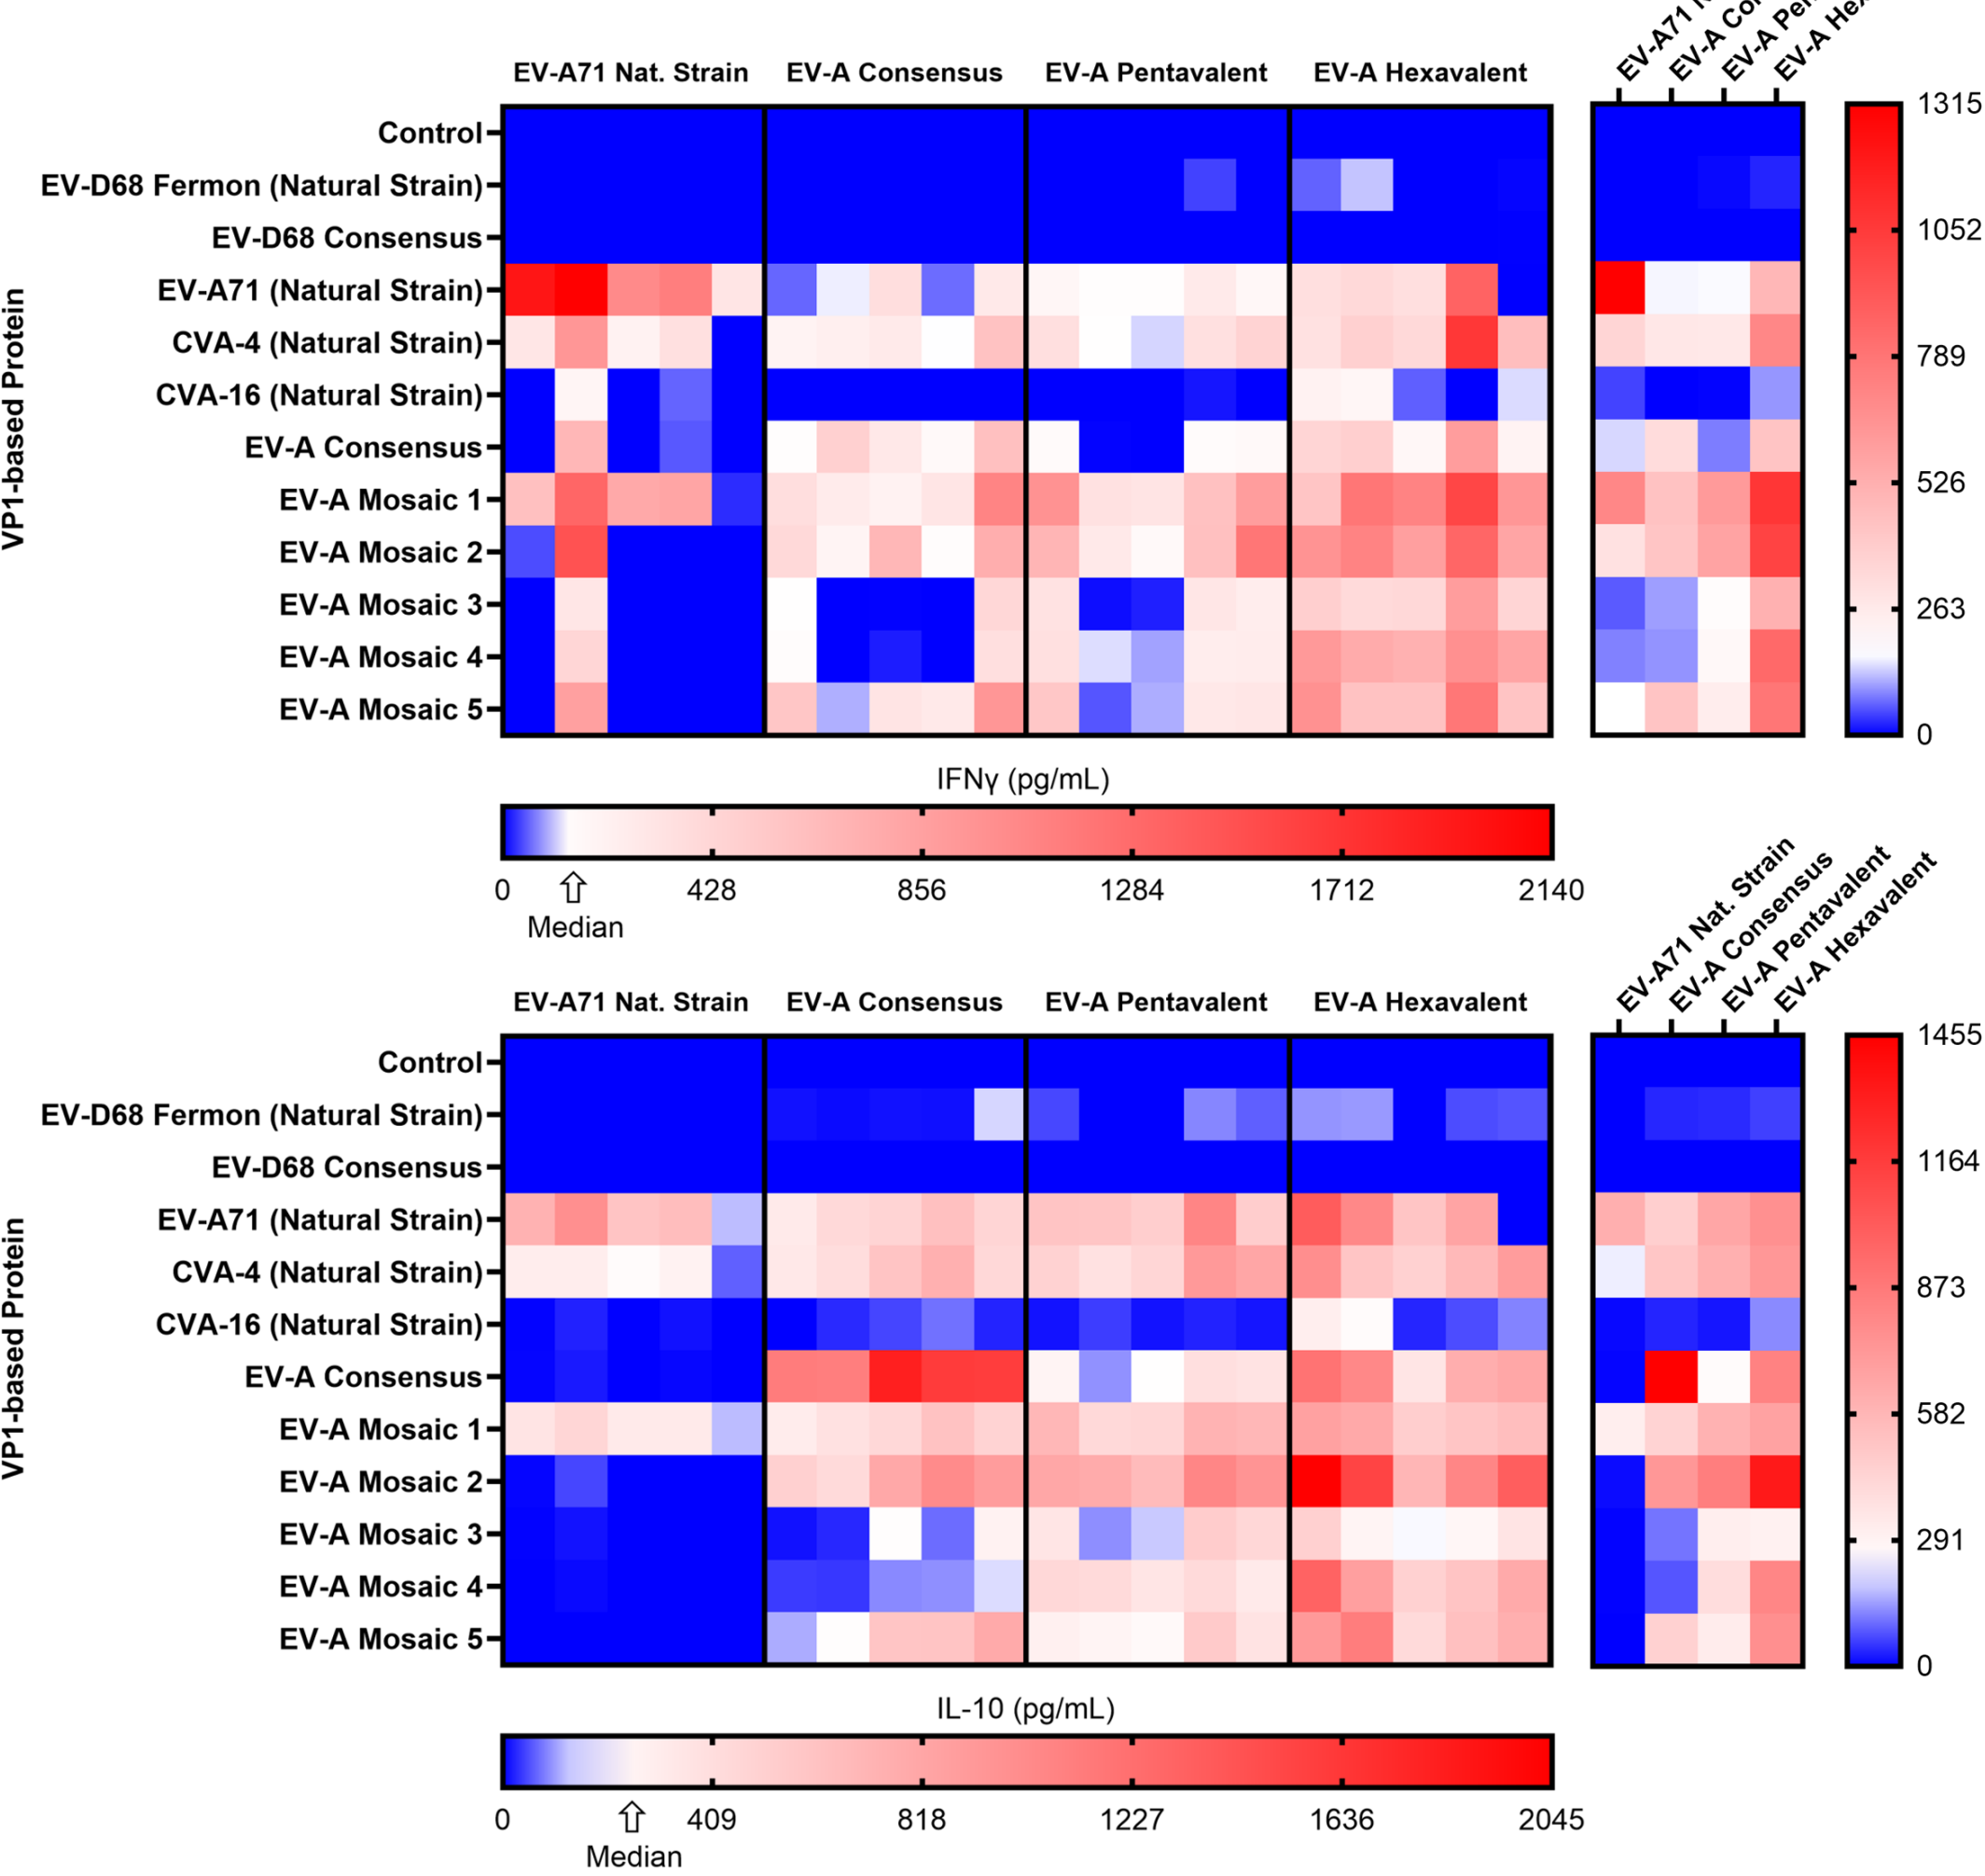 EV-A71 Nat. Strain EV-A Consensus EV-A Pentavalent EV-A Hexavalent
EV-A71
EV-A
EV-A
EV-A
VP1-based Protein
Control
EV-D68 Fermon (Natural Strain)
EV-D68 Consensus
EV-A71 (Natural Strain)
CVA-4 (Natural Strain)
CVA-16 (Natural Strain)
EV-A Consensus
EV-A Mosaic 1
EV-A Mosaic 2
EV-A Mosaic 3
EV-A Mosaic 4
EV-A Mosaic 5
1315
1052
789
526
263
0
IFNγ (pg/mL)
0 428 856 1284 1712 2140
Median
EV-A71 Nat. Strain EV-A Consensus EV-A Pentavalent EV-A Hexavalent
EV-A71 Nat. Strain
EV-A Consensus
EV-A Pentavalent
EV-A Hexavalent
VP1-based Protein
Control
EV-D68 Fermon (Natural Strain)
EV-D68 Consensus
EV-A71 (Natural Strain)
CVA-4 (Natural Strain)
CVA-16 (Natural Strain)
EV-A Consensus
EV-A Mosaic 1
EV-A Mosaic 2
EV-A Mosaic 3
EV-A Mosaic 4
EV-A Mosaic 5
1455
1164
873
582
291
0
IL-10 (pg/mL)
0 409 818 1227 1636 2045
Median